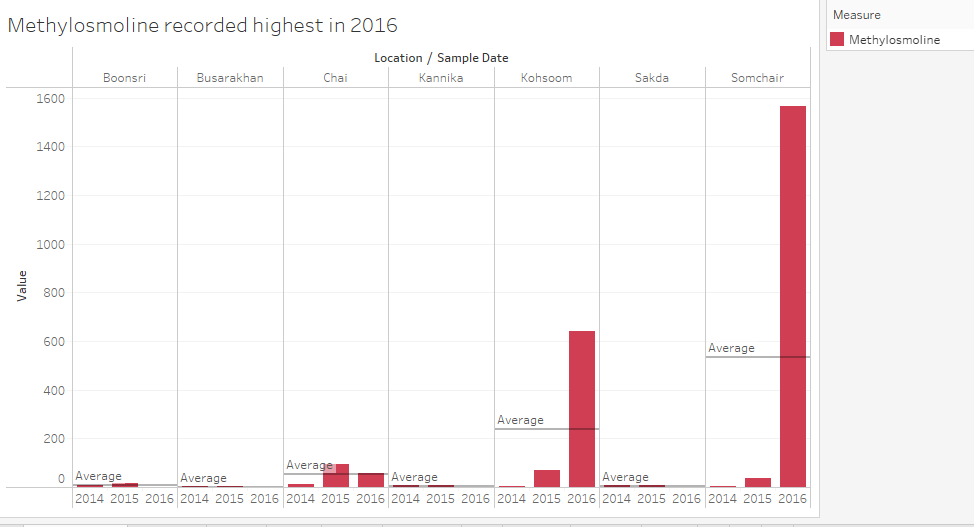 Methylosmoline recorded highest in 2016
Measure
Methylosmoline
Location / Sample Date
Boonsri Busarakhan Chai Kannika Kohsoom Sakda Somchair
1600
1400
1200
1000
800
600
400
200
0
Value
Average
Average
Average
Average
Average
Average
Average
2014 2015 2016 2014 2015 2016 2014 2015 2016 2014 2015 2016 2014 2015 2016 2014 2015 2016 2014 2015 2016